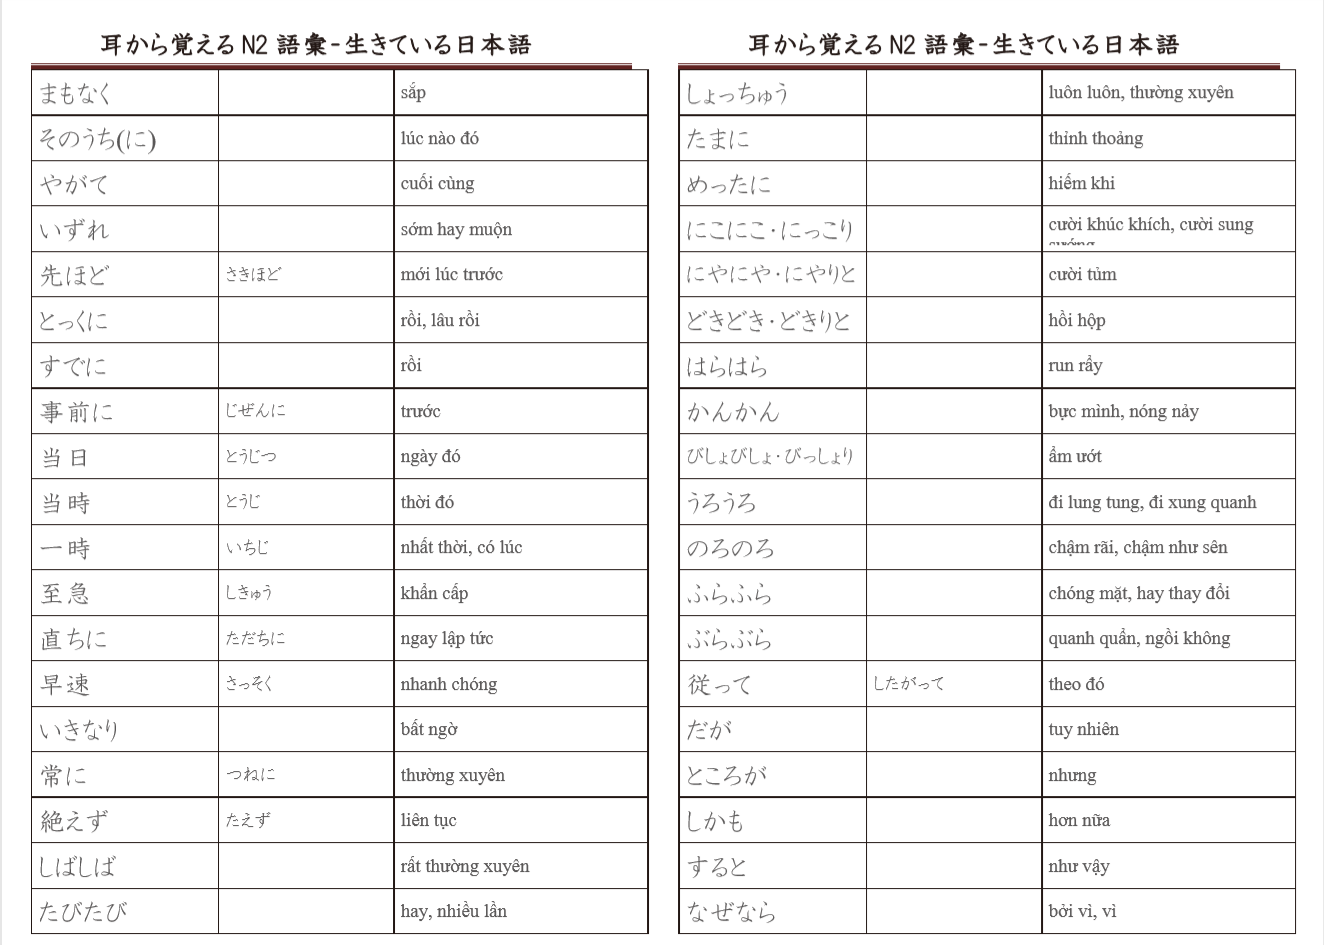 耳から覚えるN2語彙-生きている日本語
まもなく sắp
そのうち(に) lúc nào đó
やがて cuối cùng
いずれ sớm hay muộn
先ほど さきほど mới lúc trước
とっくに rồi, lâu rồi
すでに rồi
事前に じぜんに trước
当日 とうじつ ngày đó
当時 とうじ thời đó
一時 いちじ nhất thời, có lúc
至急 しきゅう khẩn cấp
直ちに ただちに ngay lập tức
早速 さっそく nhanh chóng
いきなり bất ngờ
常に つねに thường xuyên
絶えず たえず liên tục
しばしば rất thường xuyên
たびたび hay, nhiều lần
耳から覚えるN2語彙-生きている日本語
しょっちゅう luôn luôn, thường xuyên
たまに thỉnh thoảng
めったに hiếm khi
にこにこ・にっこり cười khúc khích, cười sung
sướng
にやにや・にやりと cười tủm
どきどき・どきりと hồi hộp
はらはら run rẩy
かんかん bực mình, nóng nảy
びしょびしょ・びっしょり ẩm ướt
うろうろ đi lung tung, đi xung quanh
のろのろ chậm rãi, chậm như sên
ふらふら chóng mặt, hay thay đổi
ぶらぶら quanh quẩn, ngồi không
従って したがって theo đó
だが tuy nhiên
ところが nhưng
しかも hơn nữa
すると như vậy
なぜなら bởi vì, vì